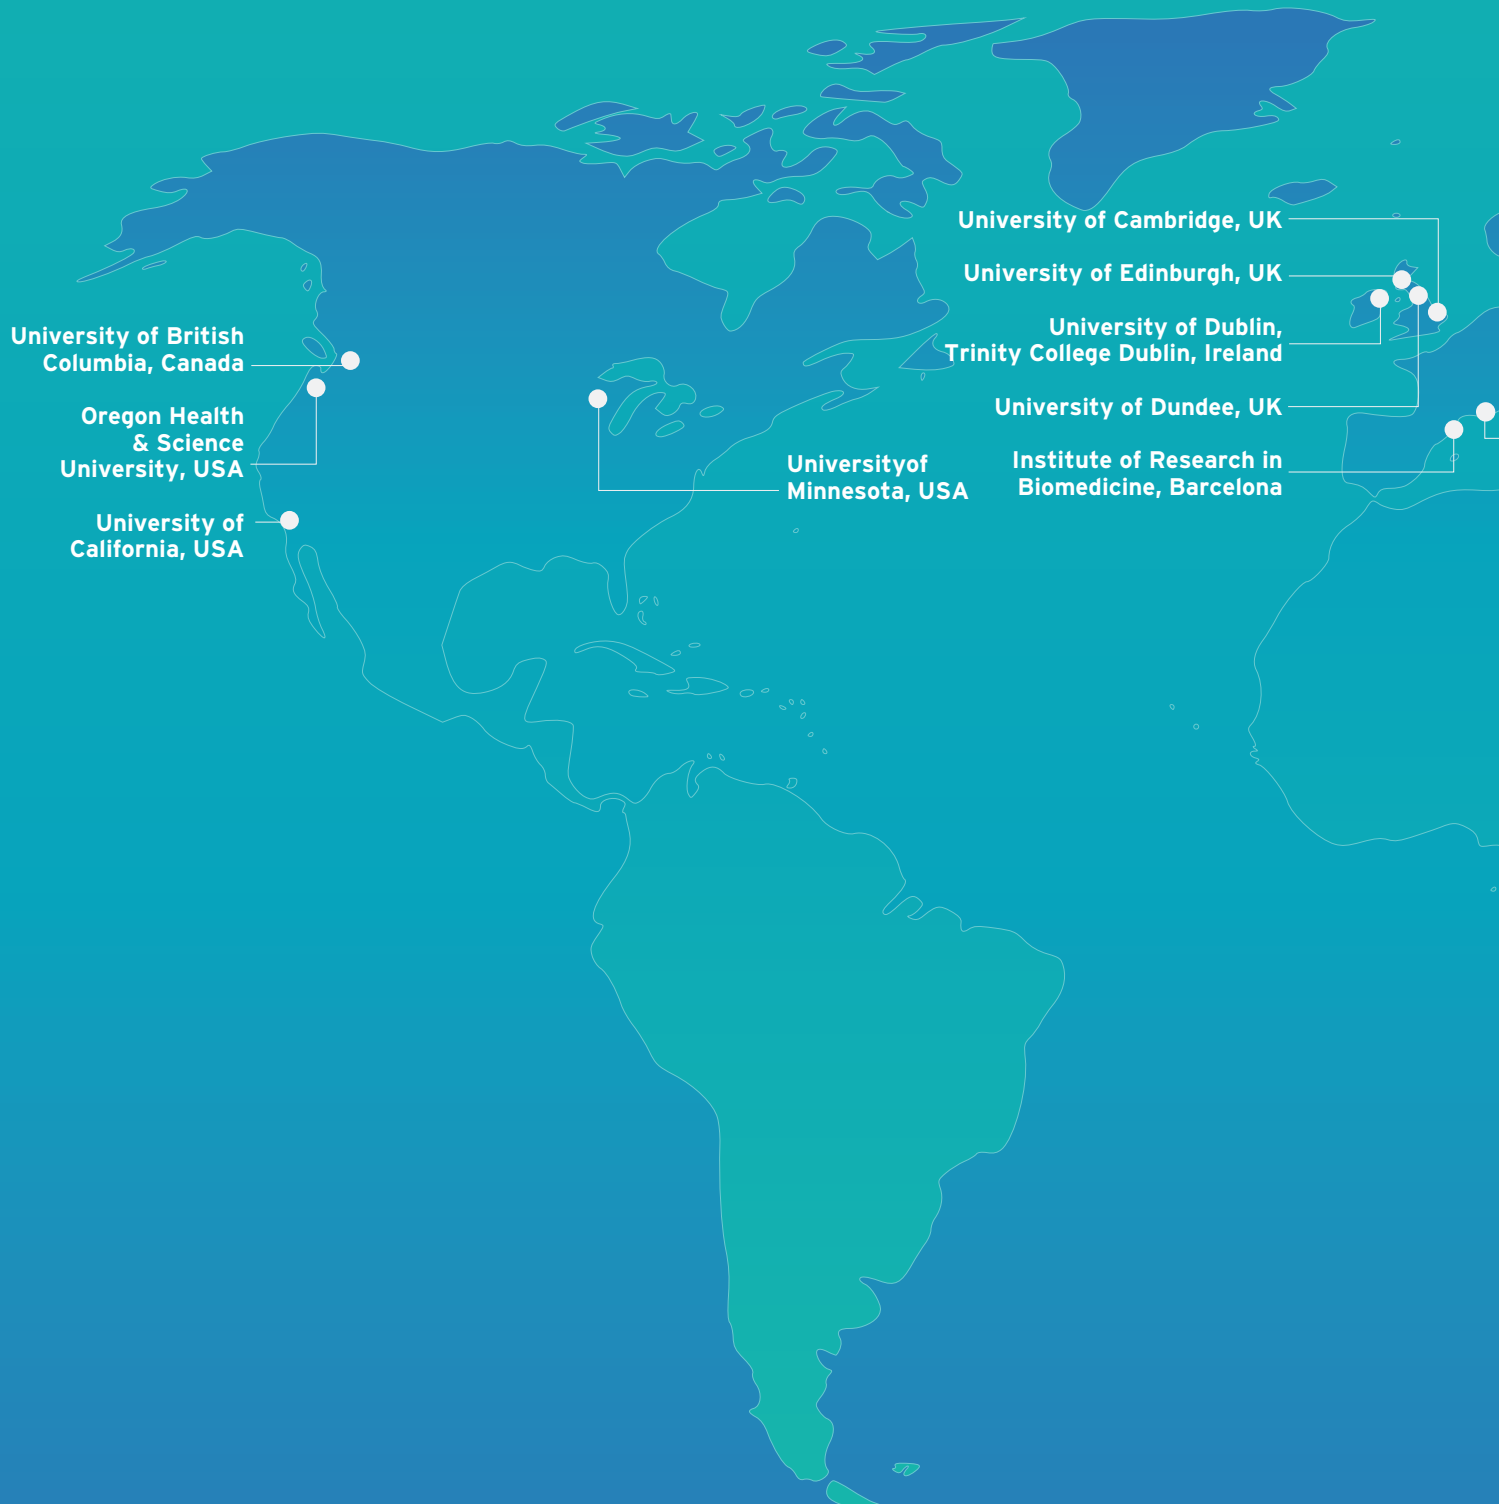 University of British
Columbia, Canada
Oregon Health
& Science
University, USA
University of
California, USA
Universityof
Minnesota, USA
University of Cambridge, UK
University of Edinburgh, UK
University of Dublin,
Trinity College Dublin, Ireland
University of Dundee, UK
Institute of Research in
Biomedicine, Barcelona